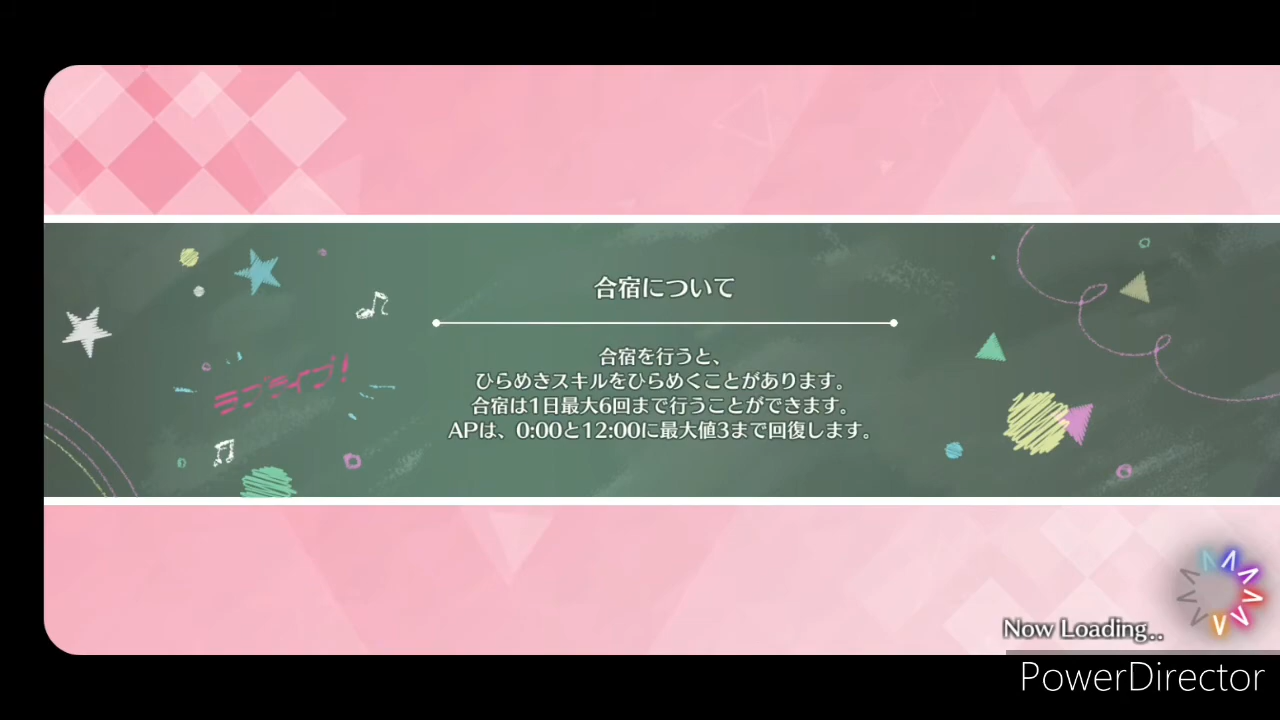 合宿について
合宿を行うと、
ひらめきスキルをひらめくことがあります。
合宿は1日最大6回まで行うことができます。
APは、0:00と12:00に最大値3まで回復します。
ラブライブ!
Now Loading..
PowerDirector